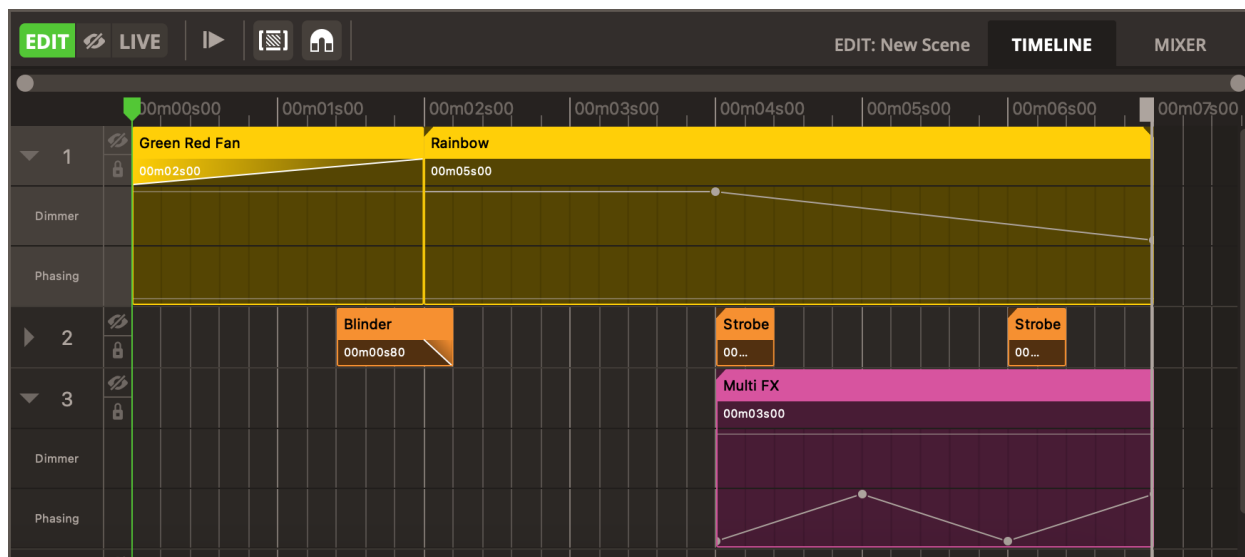 EDIT LIVE EDIT: New Scene TIMELINE MIXER
00m00s00 00m01s00 00m02s00 00m03s00 00m04s00 00m05s00 00m06s00 00m07s00
1 Green Red Fan Rainbow
00m02s00 00m05s00
Dimmer
Phasing
2 Blinder Strobe Strobe
00m00s80 00... 00...
3 Multi FX
00m03s00
Dimmer
Phasing